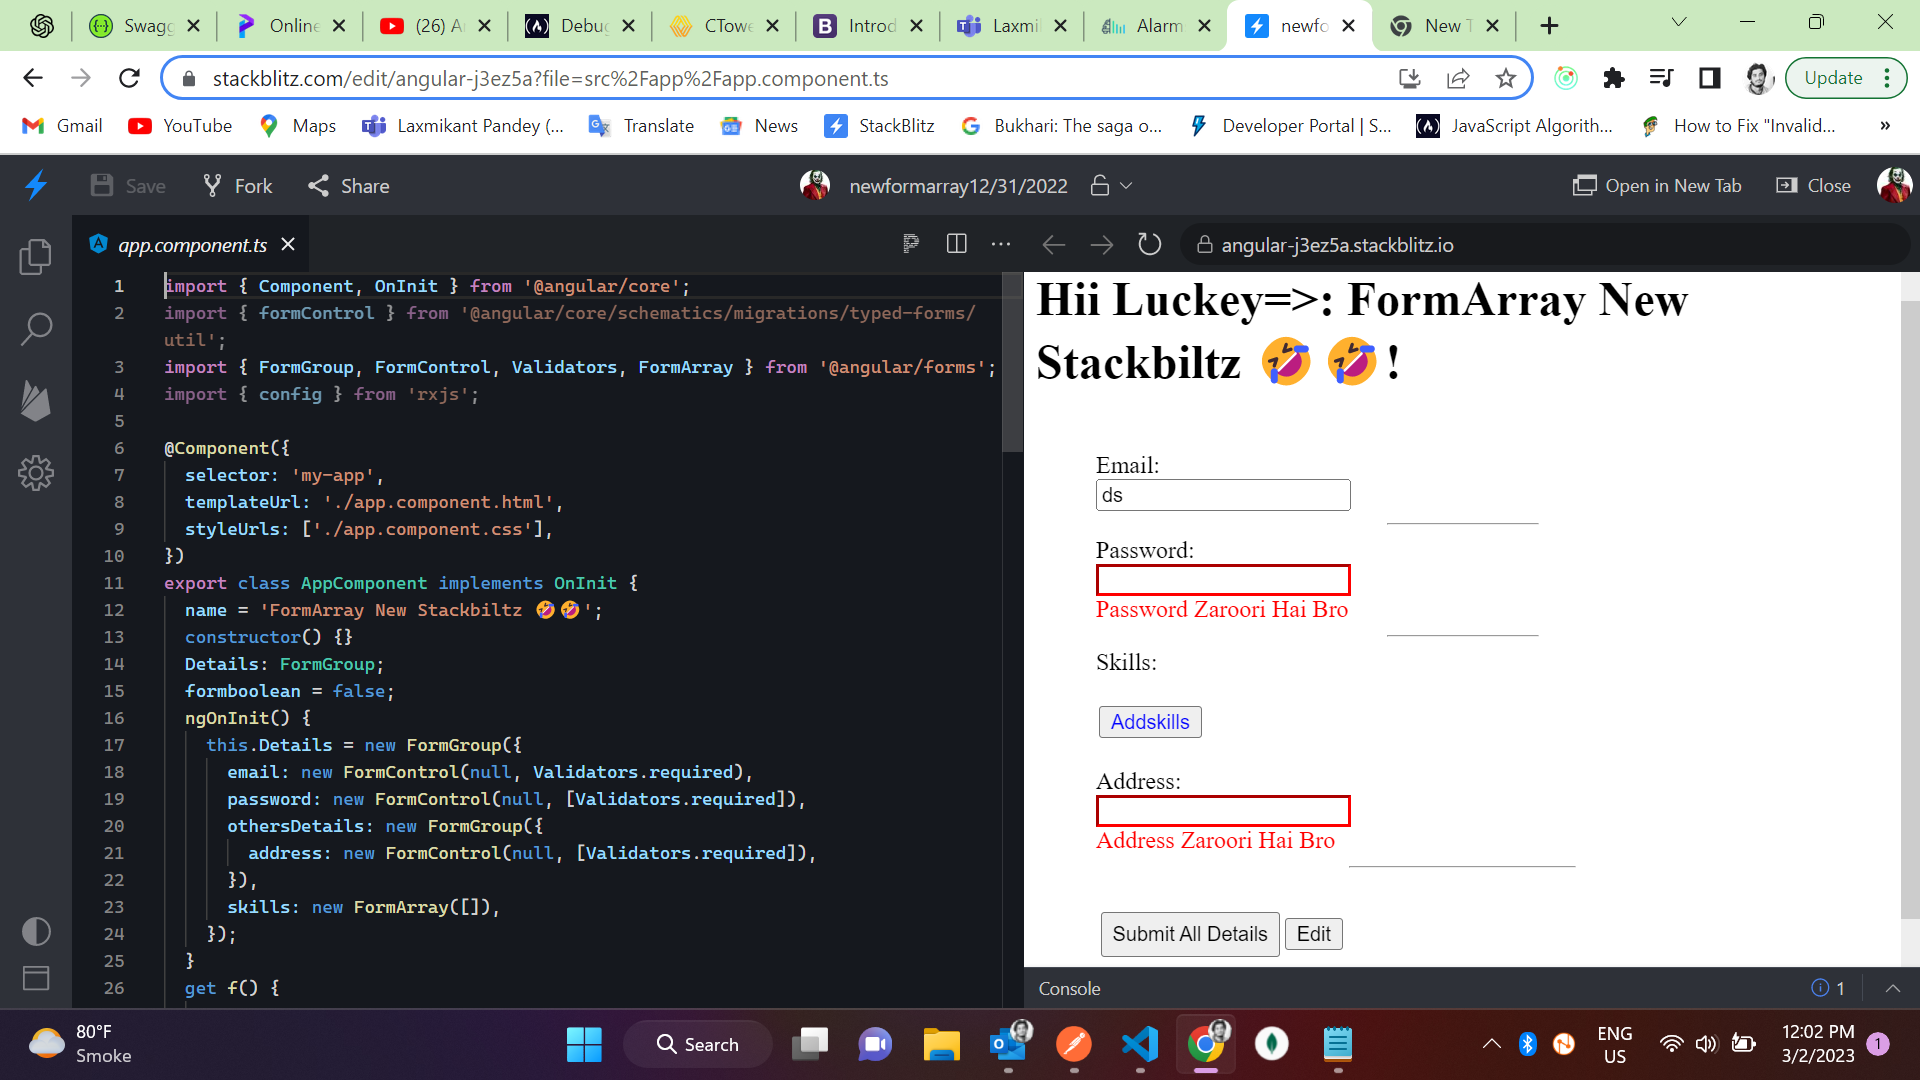 Swagg
Online
(26) A
Debug
CTowe
Introd
Laxmi
Alarm
newfo
New T
stackblitz.com/edit/angular-j3ez5a?file=src%2Fapp%2Fapp.component.ts
Update
Gmail
YouTube
Maps
Laxmikant Pandey (...
Translate
News
StackBlitz
Bukhari: The saga o...
Developer Portal | S...
JavaScript Algorith...
How to Fix "Invalid...
»
Save
Fork
Share
newformarray12/31/2022
Open in New Tab
Close
app.component.ts
angular-j3ez5a.stackblitz.io
1 import { Component, OnInit } from '@angular/core';
2 import { formControl } from '@angular/core/schematics/migrations/typed-forms/
util';
3 import { FormGroup, FormControl, Validators, FormArray } from '@angular/forms';
4 import { config } from 'rxjs';
5
6 @Component({
7 selector: 'my-app',
8 templateUrl: './app.component.html',
9 styleUrls: ['./app.component.css'],
10 })
11 export class AppComponent implements OnInit {
12 name = 'FormArray New Stackbiltz 🤣🤣';
13 constructor() {}
14 Details: FormGroup;
15 formboolean = false;
16 ngOnInit() {
17 this.Details = new FormGroup({
18 email: new FormControl(null, Validators.required),
19 password: new FormControl(null, [Validators.required]),
20 othersDetails: new FormGroup({
21 address: new FormControl(null, [Validators.required]),
22 }),
23 skills: new FormArray([]),
24 });
25 }
26 get f() {
Hii Luckey=>: FormArray New
Stackbiltz 🤣 🤣!
Email:
ds
Password:
Password Zaroori Hai Bro
Skills:
Addskills
Address:
Address Zaroori Hai Bro
Submit All Details
Edit
Console
1
80°F
Smoke
Search
ENG
US
12:02 PM
3/2/2023
1